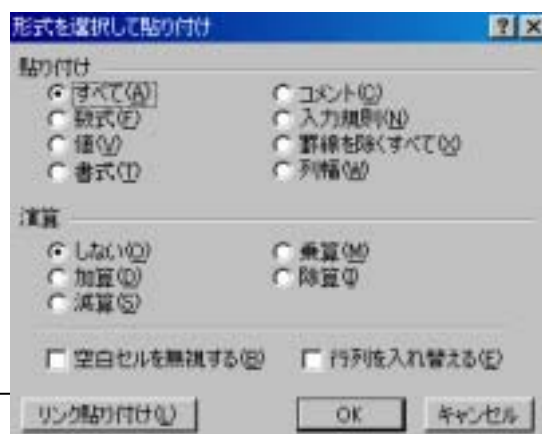 形式を選択して貼り付け
貼り付け
すべて(A) コメント(C)
数式(F) 入力規則(N)
値(V) 罫線を除くすべて(X)
書式(T) 列幅(W)
演算
しない(O) 乗算(M)
加算(D) 除算(I)
減算(S)
空白セルを無視する(B) 行列を入れ替える(E)
リンク貼り付け(L) OK キャンセル